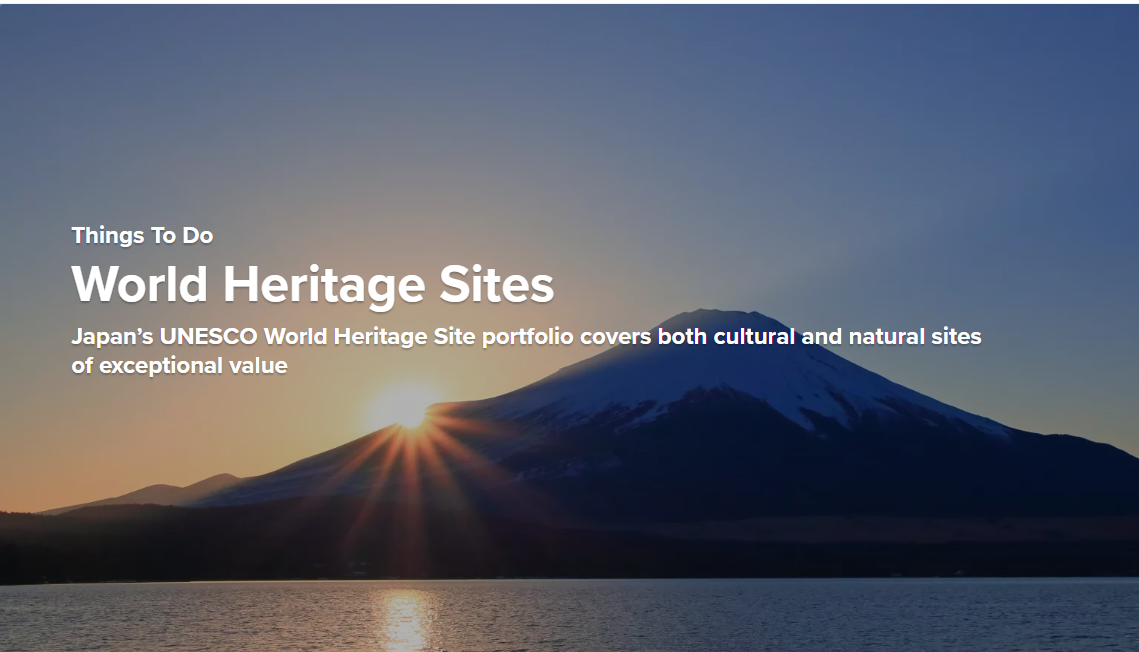 Things To Do
World Heritage Sites
Japan’s UNESCO World Heritage Site portfolio covers both cultural and natural sites
of exceptional value